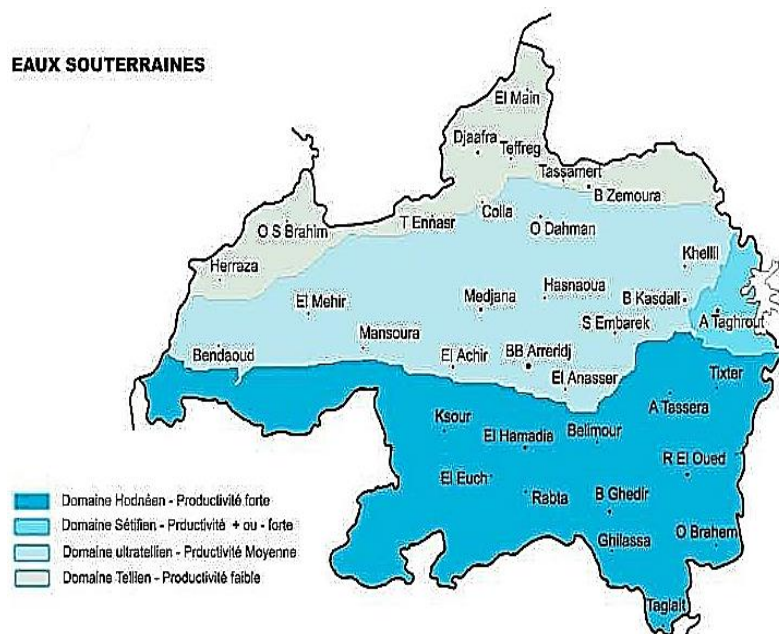 EAUX SOUTERRAINES
El Main
Djaafra
Teffreg
Tassamert
B Zemoura
Colla
T Ennasr
O Dahman
O S Brahim
Herraza
Khellil
El Mehir
Medjana
Hasnaoua
B Kasdali
A Taghrout
S Embarek
Mansoura
Bendaoud
El Achir
BB Arreridj
El Anasser
Tixter
A Tassera
Ksour
El Hamadia
Belimour
R El Oued
El Euch
Rabta
B Ghedir
O Brahem
Ghilassa
Taglait
Domaine Hodnéen - Productivité forte
Domaine Sétifien - Prductivité + ou - forte
Domaine ultratellien - Prductivité Moyenne
Domaine Tellien - Productivité faible